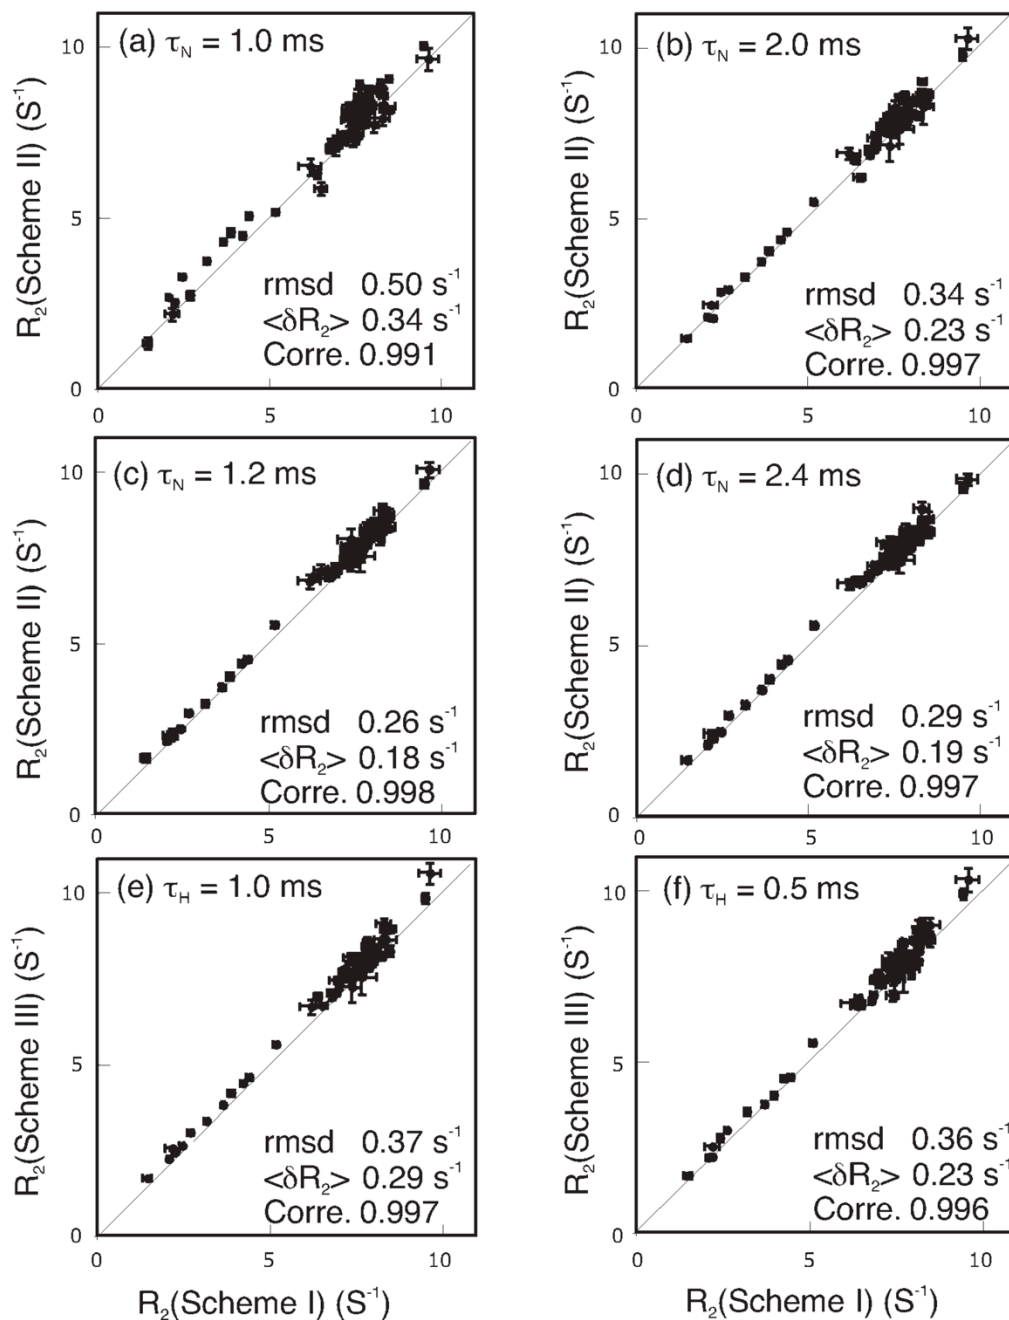 (a) τN = 1.0 ms
10
5
0
0
5
10
R2(Scheme II) (S-1)
rmsd 0.50 s-1
<δR2> 0.34 s-1
Corre. 0.991
(b) τN = 2.0 ms
10
5
0
0
5
10
R2(Scheme II) (S-1)
rmsd 0.34 s-1
<δR2> 0.23 s-1
Corre. 0.997
(c) τN = 1.2 ms
10
5
0
0
5
10
R2(Scheme II) (S-1)
rmsd 0.26 s-1
<δR2> 0.18 s-1
Corre. 0.998
(d) τN = 2.4 ms
10
5
0
0
5
10
R2(Scheme II) (S-1)
rmsd 0.29 s-1
<δR2> 0.19 s-1
Corre. 0.997
(e) τH = 1.0 ms
10
5
0
0
5
10
R2(Scheme III) (S-1)
rmsd 0.37 s-1
<δR2> 0.29 s-1
Corre. 0.997
R2(Scheme I) (S-1)
(f) τH = 0.5 ms
10
5
0
0
5
10
R2(Scheme III) (S-1)
rmsd 0.36 s-1
<δR2> 0.23 s-1
Corre. 0.996
R2(Scheme I) (S-1)